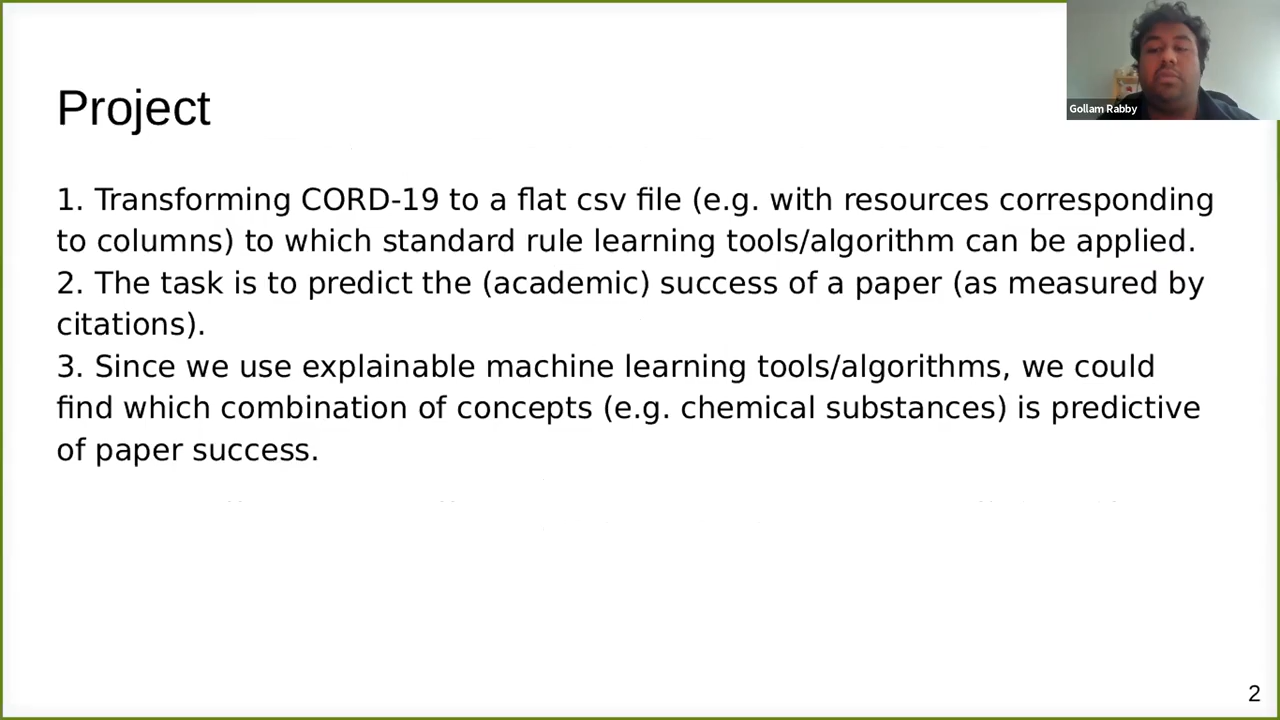 Project
Gollam Rabby
1. Transforming CORD-19 to a flat csv file (e.g. with resources corresponding
to columns) to which standard rule learning tools/algorithm can be applied.
2. The task is to predict the (academic) success of a paper (as measured by
citations).
3. Since we use explainable machine learning tools/algorithms, we could
find which combination of concepts (e.g. chemical substances) is predictive
of paper success.
2